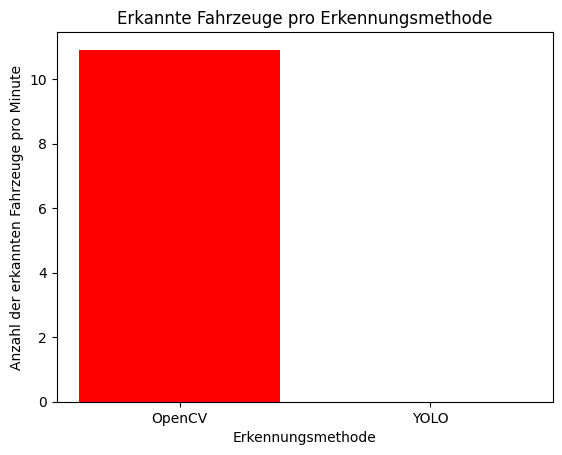 Erkannte Fahrzeuge pro Erkennungsmethode
Anzahl der erkannten Fahrzeuge pro Minute
10
8
6
4
2
0
OpenCV
YOLO
Erkennungsmethode